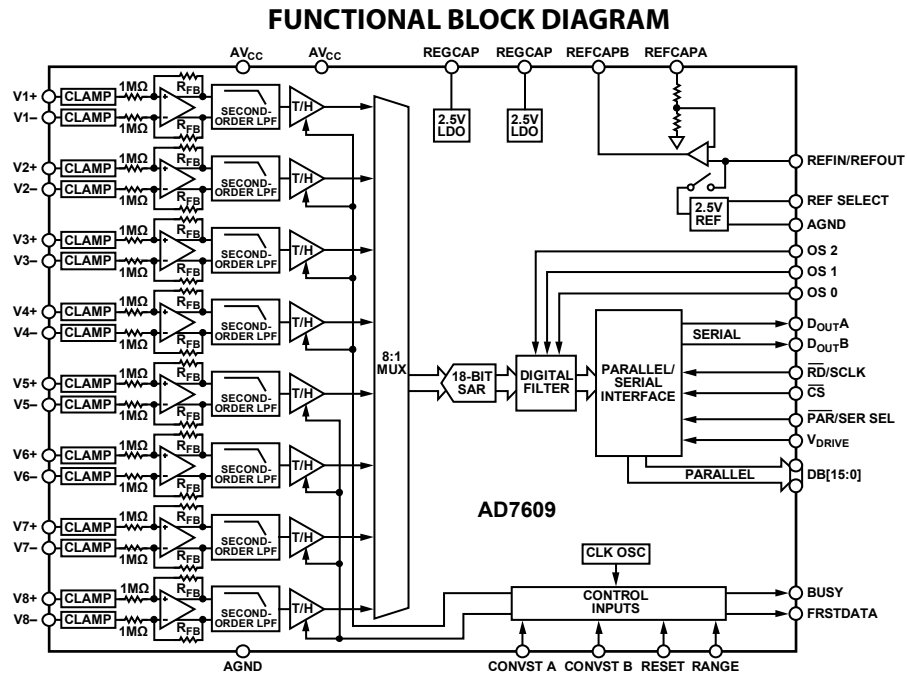 FUNCTIONAL BLOCK DIAGRAM
AVCC
AVCC
REGCAP
REGCAP
REFCAPB
REFCAPA
V1+
CLAMP
1MΩ
RFB
V1–
CLAMP
1MΩ
RFB
SECOND-
ORDER LPF
T/H
2.5V
LDO
2.5V
LDO
V2+
CLAMP
1MΩ
RFB
V2–
CLAMP
1MΩ
RFB
SECOND-
ORDER LPF
T/H
REFIN/REFOUT
2.5V
REF
REF SELECT
AGND
V3+
CLAMP
1MΩ
RFB
V3–
CLAMP
1MΩ
RFB
SECOND-
ORDER LPF
T/H
OS 2
OS 1
OS 0
V4+
CLAMP
1MΩ
RFB
V4–
CLAMP
1MΩ
RFB
SECOND-
ORDER LPF
T/H
8:1
MUX
18-BIT
SAR
DIGITAL
FILTER
PARALLEL/
SERIAL
INTERFACE
SERIAL
DOUTA
DOUTB
RD/SCLK
CS
PAR/SER SEL
VDRIVE
PARALLEL
DB[15:0]
V5+
CLAMP
1MΩ
RFB
V5–
CLAMP
1MΩ
RFB
SECOND-
ORDER LPF
T/H
V6+
CLAMP
1MΩ
RFB
V6–
CLAMP
1MΩ
RFB
SECOND-
ORDER LPF
T/H
AD7609
V7+
CLAMP
1MΩ
RFB
V7–
CLAMP
1MΩ
RFB
SECOND-
ORDER LPF
T/H
CLK OSC
V8+
CLAMP
1MΩ
RFB
V8–
CLAMP
1MΩ
RFB
SECOND-
ORDER LPF
T/H
CONTROL
INPUTS
BUSY
FRSTDATA
AGND
CONVST A
CONVST B
RESET
RANGE